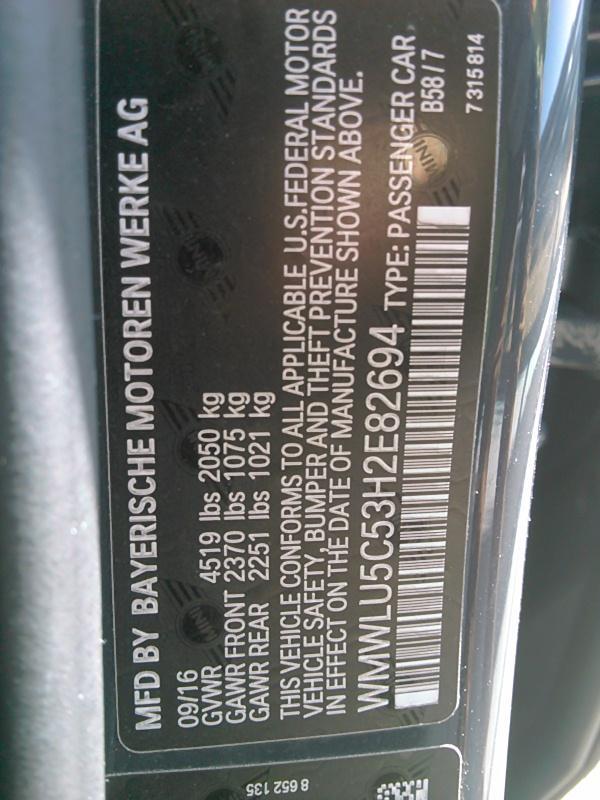 MFD BY BAYERISCHE MOTOREN WERKE AG
09/16
GVWR 4519 lbs 2050 kg
GAWR FRONT 2370 lbs 1075 kg
GAWR REAR 2251 lbs 1021 kg
THIS VEHICLE CONFORMS TO ALL APPLICABLE U.S.FEDERAL MOTOR
VEHICLE SAFETY, BUMPER AND THEFT PREVENTION STANDARDS
IN EFFECT ON THE DATE OF MANUFACTURE SHOWN ABOVE.
WMWLU5C53H2E82694 TYPE: PASSENGER CAR
B58/7
MINI
7315814
8 652 135